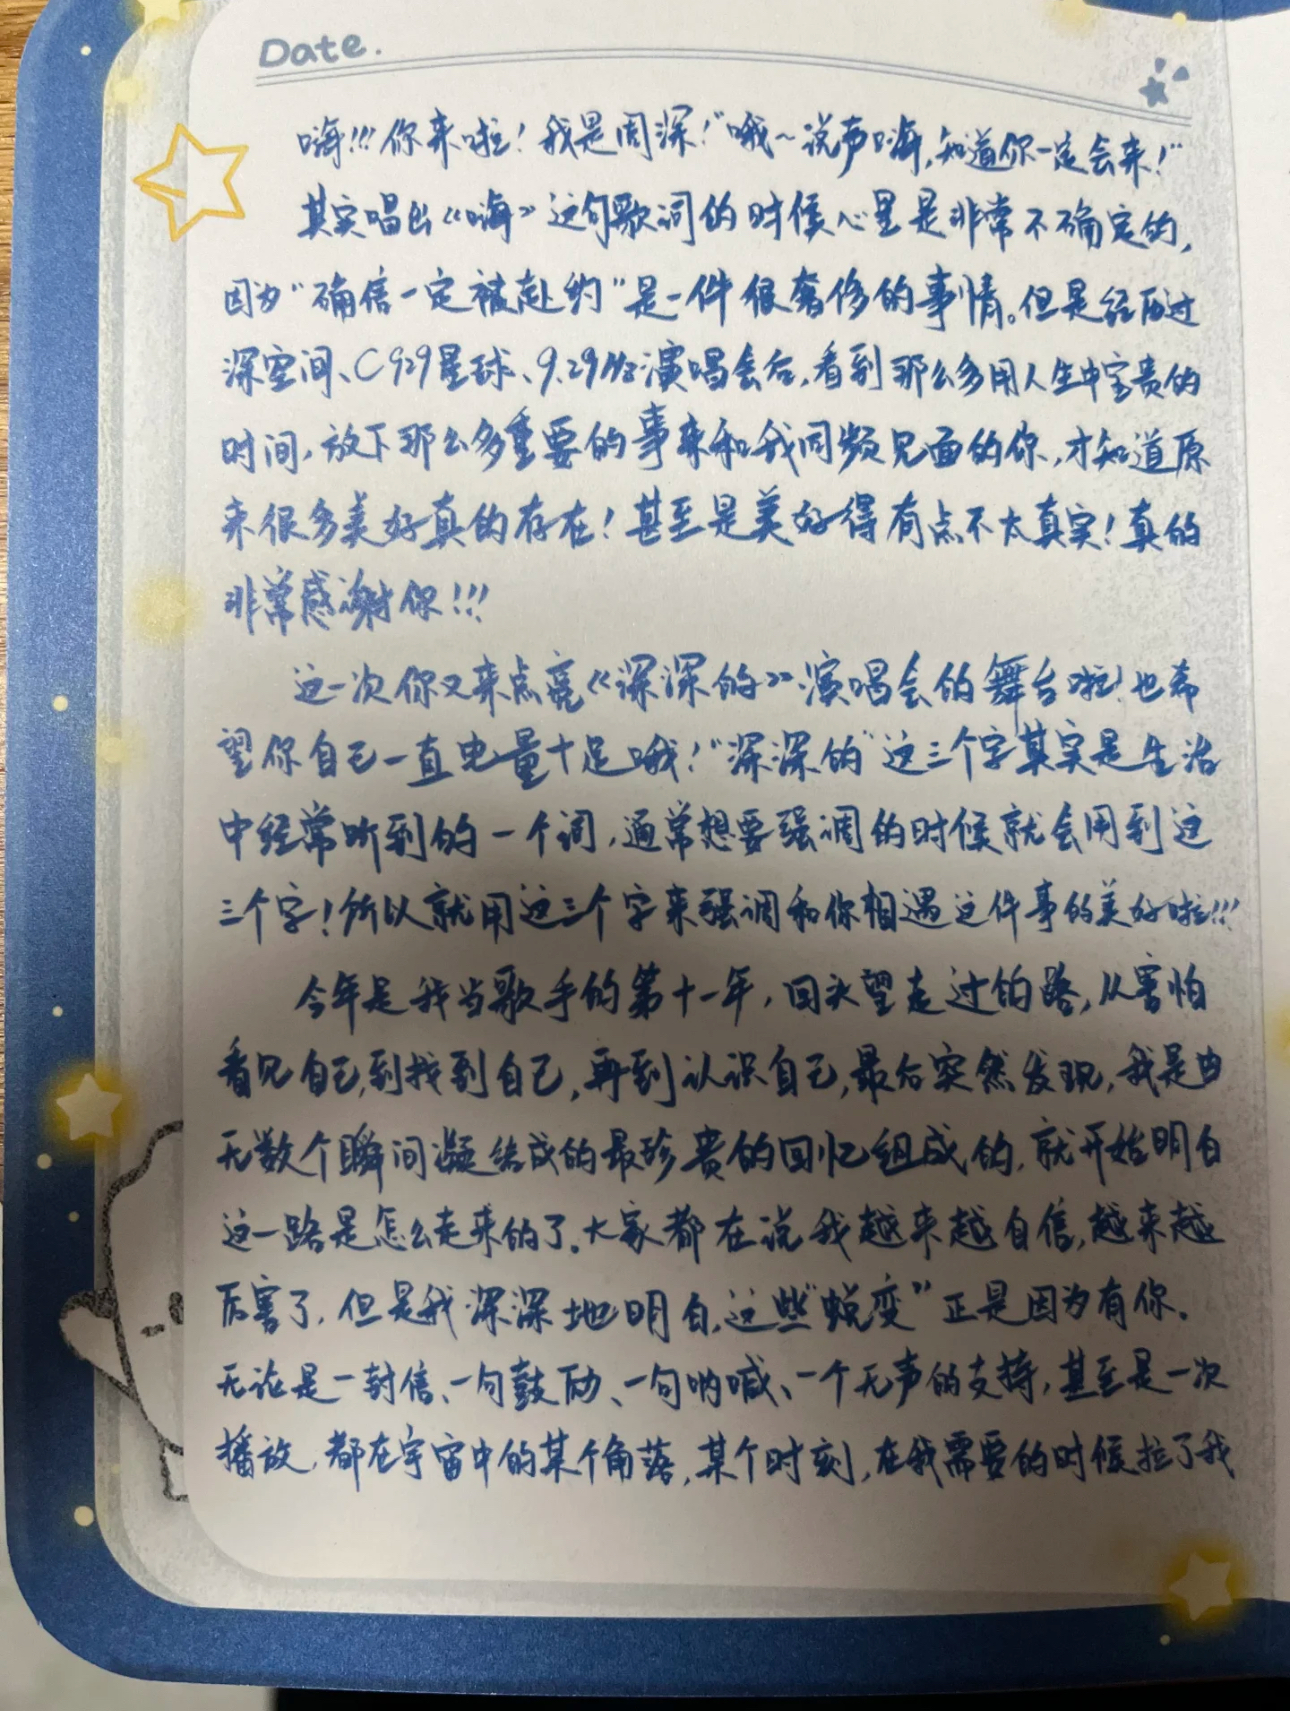 Date.
嗨!!!你来啦!我是周深!“哦~说声嗨,知道你一定会来!”
其实唱出《嗨》这句歌词的时候心里是非常不确定的,
因为“确信一定被赴约”是一件很奢侈的事情。但是经历过
深空间、C929星球、9.29Hz演唱会后,看到那么多用人生中宝贵的
时间,放下那么多重要的事来和我同频见面的你,才知道原
来很多美好真的存在!甚至是美好得有点不太真实!真的
非常感谢你!!!
这一次你又来点亮《深深的》演唱会的舞台啦!也希
望你自己一直电量十足哦!“深深的”这三个字其实是生活
中经常听到的一个词,通常想要强调的时候就会用到这
三个字!所以就用这三个字来强调和你相遇这件事的美好啦!!!
今年是我当歌手的第十一年,回头望走过的路,从害怕
看见自己,到找到自己,再到认识自己,最后突然发现,我是由
无数个瞬间凝结成的最珍贵的回忆组成的,就开始明白
这一路是怎么走来的了。大家都在说我越来越自信,越来越
厉害了,但是我深深地明白,这些“蜕变”正是因为有你。
无论是一封信、一句鼓励、一句呐喊、一个无声的支持,甚至是一次
播放,都在宇宙中的某个角落,某个时刻,在我需要的时候拉了我